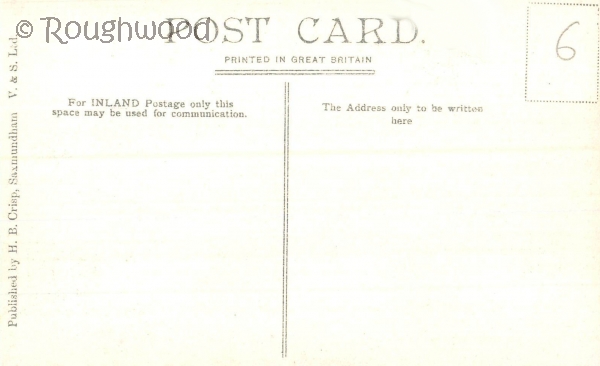 © Roughwood
POST CARD.
PRINTED IN GREAT BRITAIN
6
For INLAND Postage only this
space may be used for communication.
The Address only to be written
here
Published by H. B. Crisp, Saxmundham V. & S. Ld.